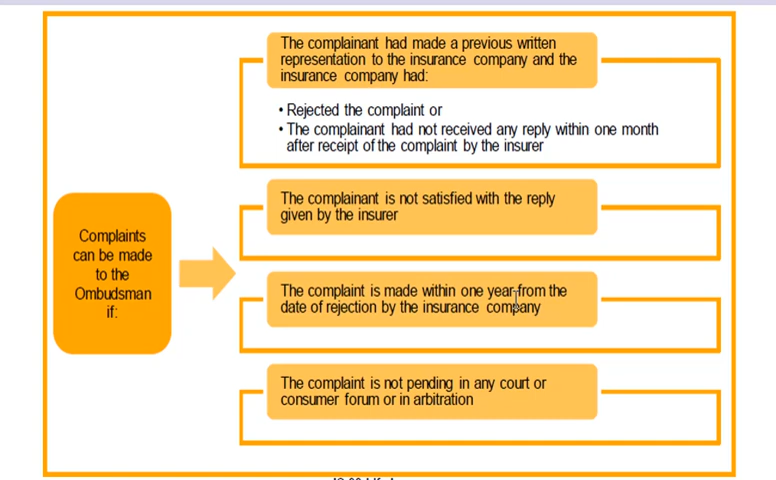 The complainant had made a previous written
representation to the insurance company and the
insurance company had:
• Rejected the complaint or
• The complainant had not received any reply within one month
after receipt of the complaint by the insurer
Complaints
can be made
to the
Ombudsman
if:
The complainant is not satisfied with the reply
given by the insurer
The complaint is made within one year from the
date of rejection by the insurance company
The complaint is not pending in any court or
consumer forum or in arbitration